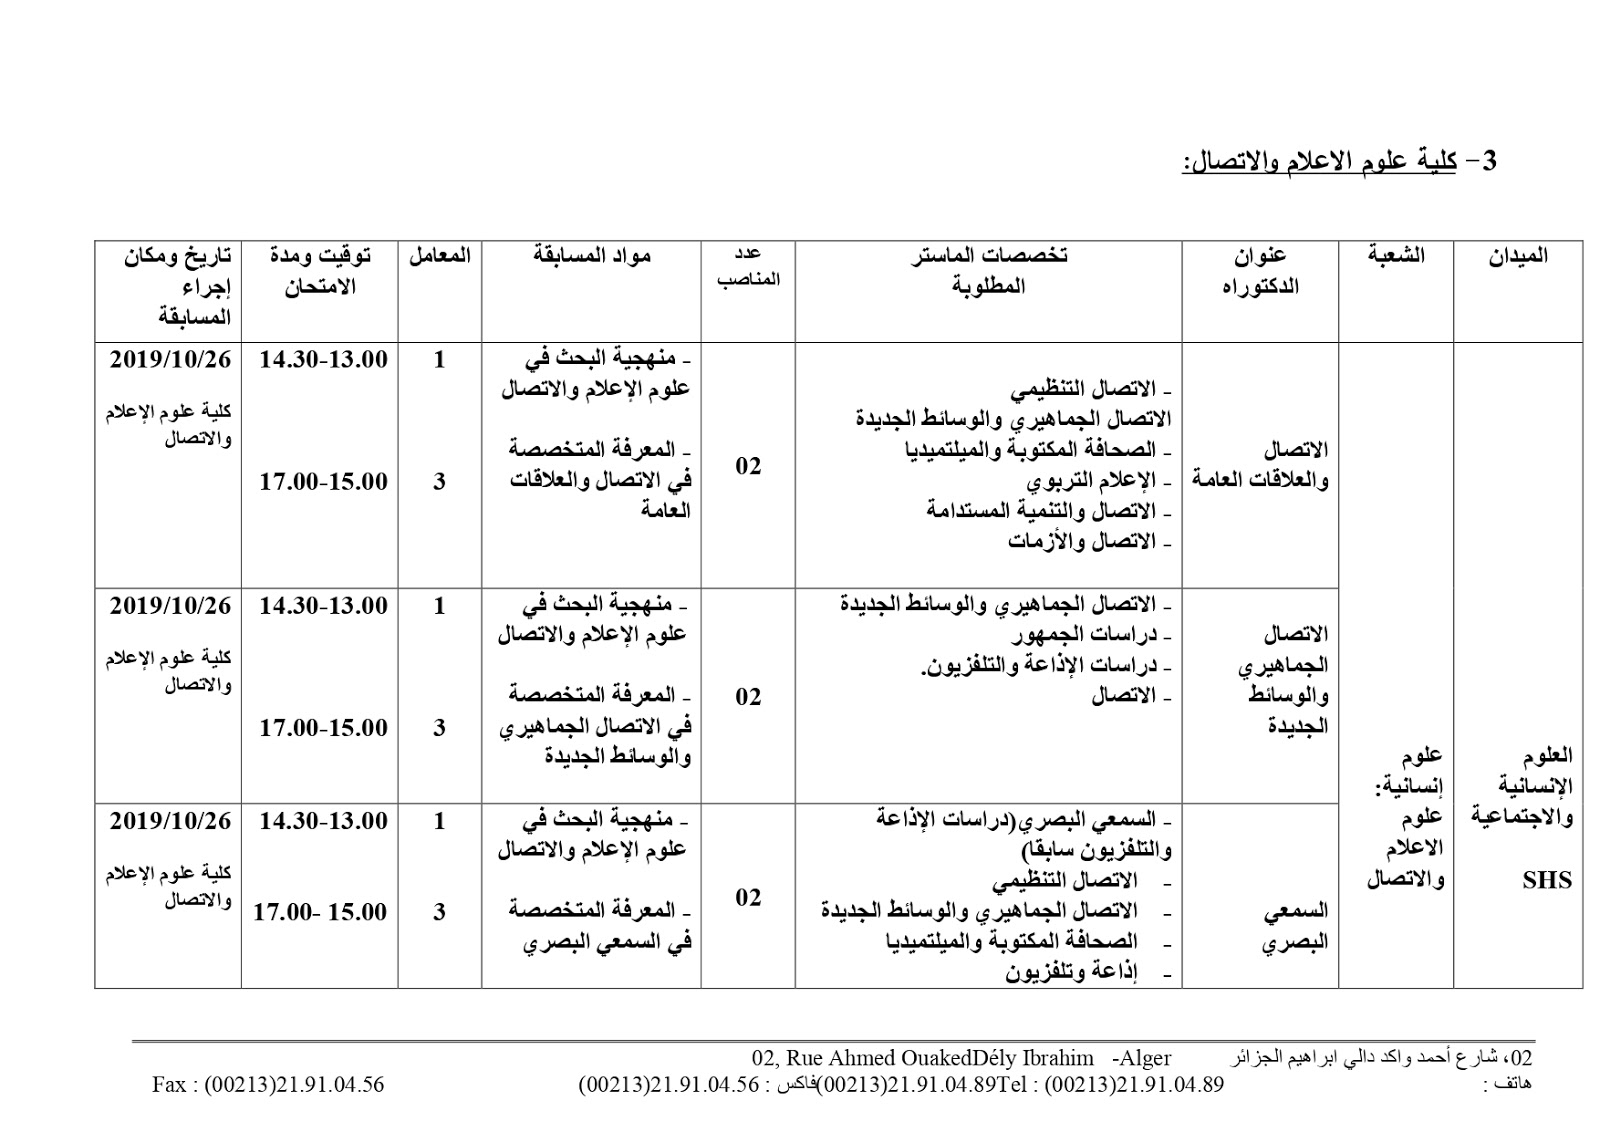 3- كلية علوم الاعلام والاتصال:
الميدان
الشعبة
عنوان
الدكتوراه
تخصصات الماستر
المطلوبة
عدد
المناصب
مواد المسابقة
المعامل
توقيت ومدة
الامتحان
تاريخ ومكان
إجراء
المسابقة
العلوم
الإنسانية
والاجتماعية
SHS
علوم
إنسانية:
علوم
الاعلام
والاتصال
الاتصال
والعلاقات العامة
- الاتصال التنظيمي
الاتصال الجماهيري والوسائط الجديدة
- الصحافة المكتوبة والميلتميديا
- الإعلام التربوي
- الاتصال والتنمية المستدامة
- الاتصال والأزمات
02
- منهجية البحث في
علوم الإعلام والاتصال
- المعرفة المتخصصة
في الاتصال والعلاقات
العامة
1
3
14.30-13.00
17.00-15.00
2019/10/26
كلية علوم الإعلام
والاتصال
الاتصال
الجماهيري
والوسائط
الجديدة
- الاتصال الجماهيري والوسائط الجديدة
- دراسات الجمهور
- دراسات الإذاعة والتلفزيون.
- الاتصال
02
- منهجية البحث في
علوم الإعلام والاتصال
- المعرفة المتخصصة
في الاتصال الجماهيري
والوسائط الجديدة
1
3
14.30-13.00
17.00-15.00
2019/10/26
كلية علوم الإعلام
والاتصال
السمعي
البصري
- السمعي البصري(دراسات الإذاعة
والتلفزيون سابقا)
- الاتصال التنظيمي
- الاتصال الجماهيري والوسائط الجديدة
- الصحافة المكتوبة والميلتميديا
- إذاعة وتلفزيون
02
- منهجية البحث في
علوم الإعلام والاتصال
- المعرفة المتخصصة
في السمعي البصري
1
3
14.30-13.00
17.00- 15.00
2019/10/26
كلية علوم الإعلام
والاتصال
02، شارع أحمد واكد دالي ابراهيم الجزائر 02, Rue Ahmed OuakedDély Ibrahim -Alger
هاتف : (00213)21.91.04.89Tel : (00213)21.91.04.89فاكس : 21.91.04.56(00213) Fax : (00213)21.91.04.56